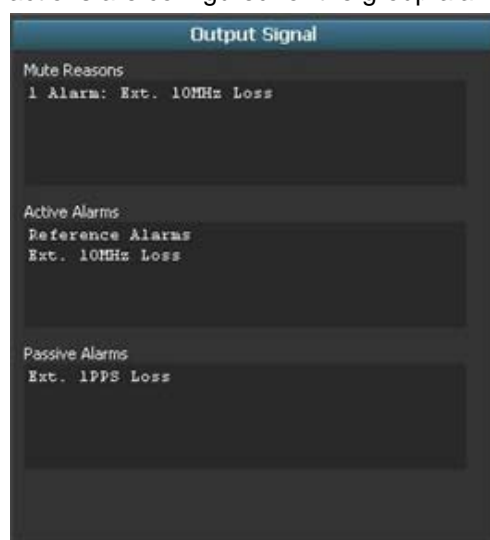 Output Signal
Mute Reasons
1 Alarm: Ext. 10MHz Loss
Active Alarms
Reference Alarms
Ext. 10MHz Loss
Passive Alarms
Ext. 1PPS Loss